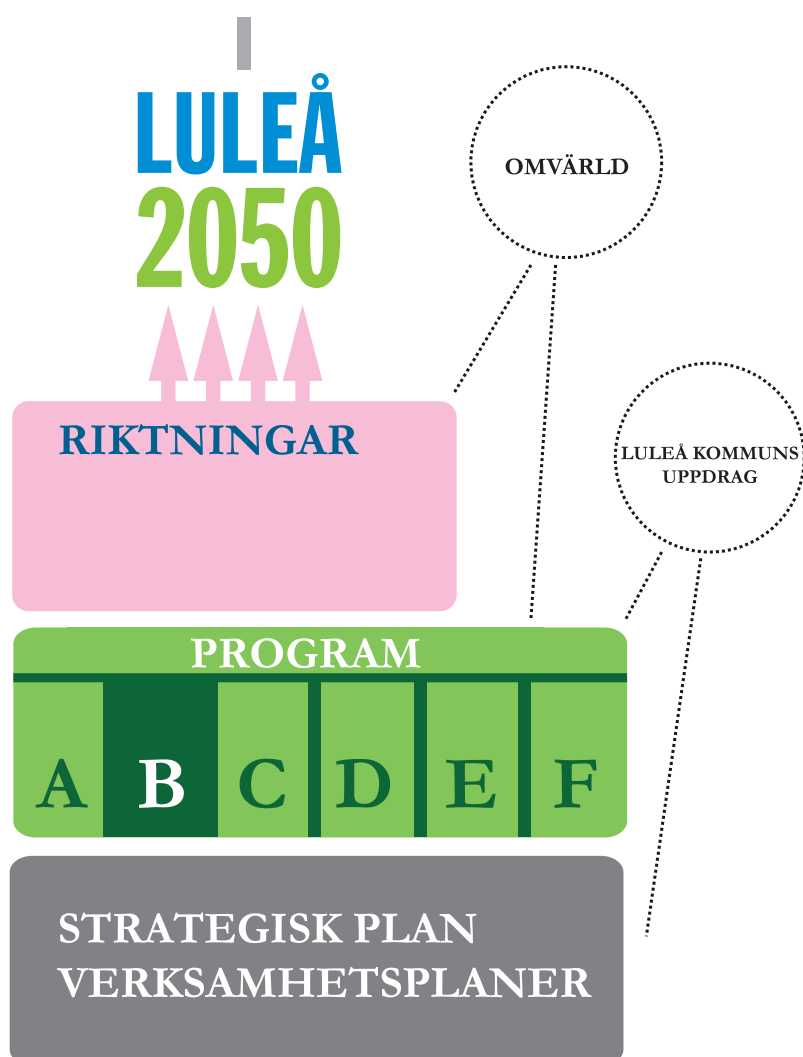 LULEÅ
2050
OMVÄRLD
RIKTNINGAR
LULEÅ KOMMUNS
UPPDRAG
PROGRAM
A B C D E F
STRATEGISK PLAN
VERKSAMHETSPLANER